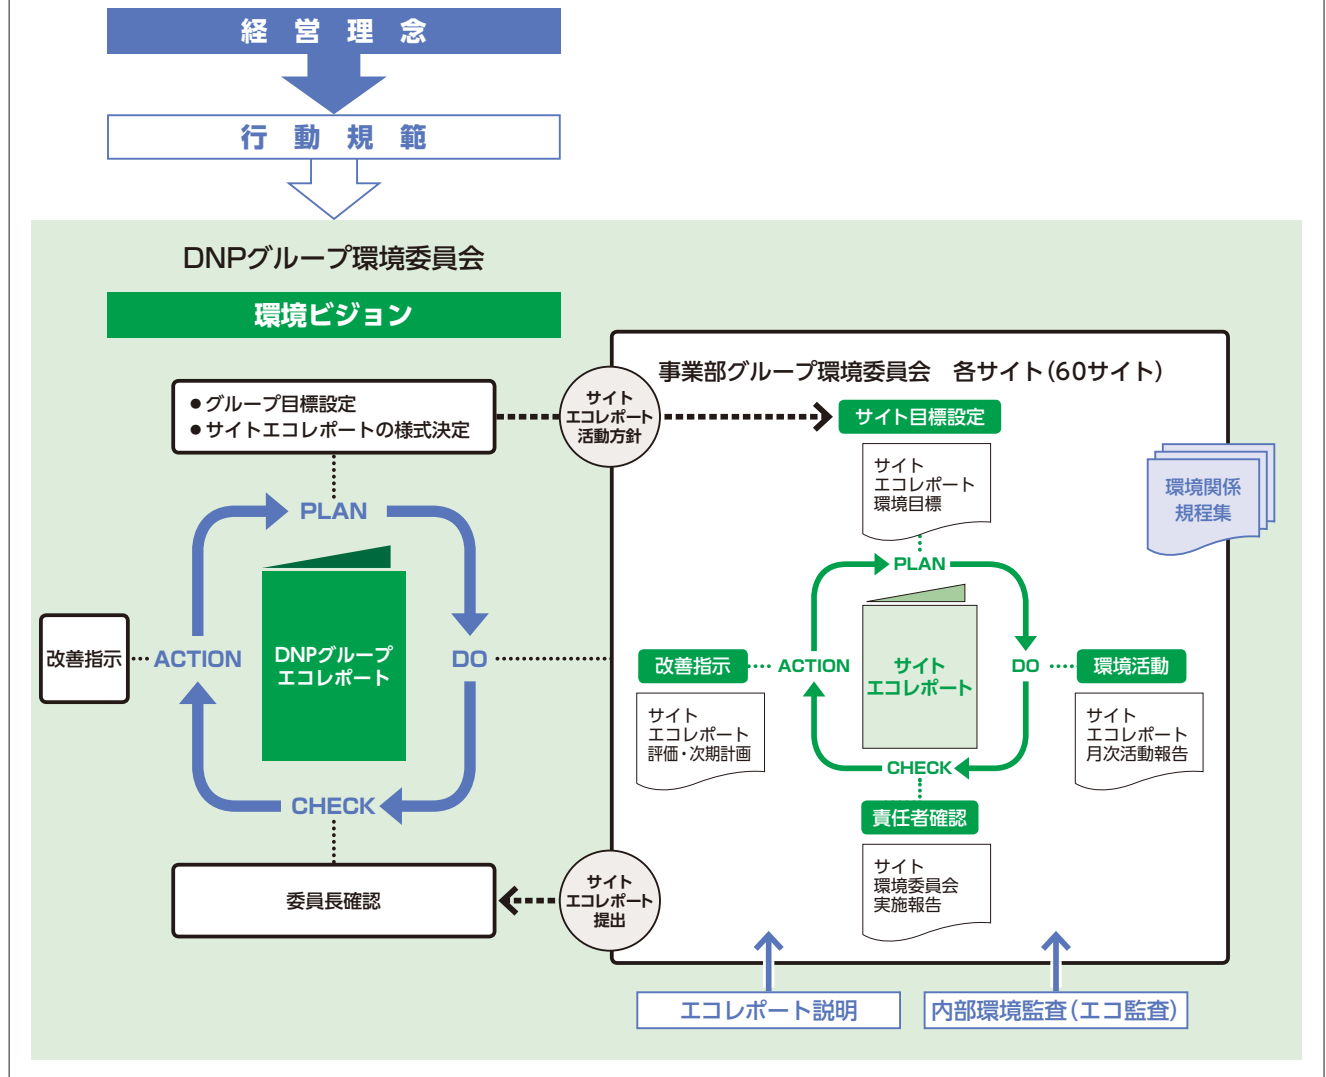 経営理念
行動規範
DNPグループ環境委員会
環境ビジョン
●グループ目標設定
●サイトエコレポートの様式決定
PLAN
DO
CHECK
ACTION
改善指示
DNPグループ
エコレポート
委員長確認
サイト
エコレポート
活動方針
サイト
エコレポート
提出
事業部グループ環境委員会 各サイト(60サイト)
サイト目標設定
サイト
エコレポート
環境目標
環境関係
規程集
PLAN
DO
CHECK
ACTION
サイト
エコレポート
改善指示
サイト
エコレポート
評価・次期計画
環境活動
サイト
エコレポート
月次活動報告
責任者確認
サイト
環境委員会
実施報告
エコレポート説明
内部環境監査(エコ監査)